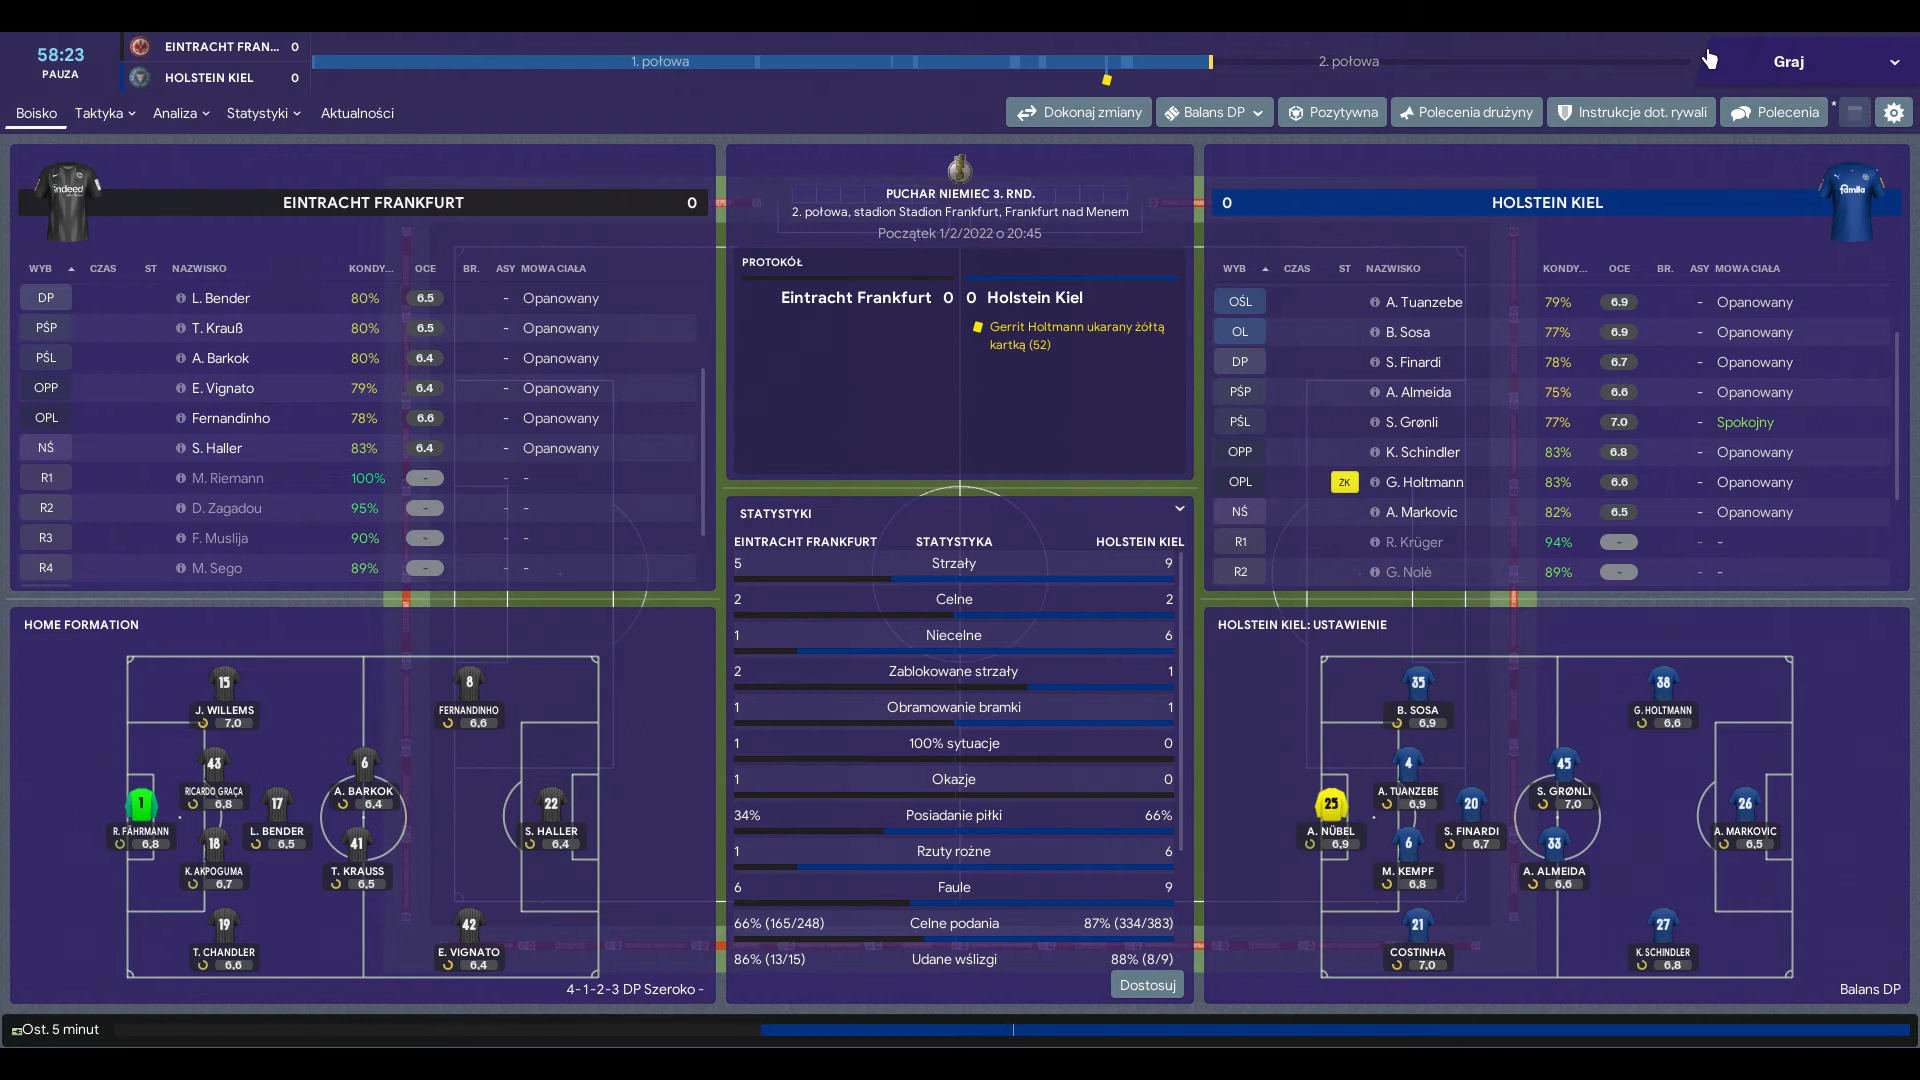 58:23
PAUZA
EINTRACHT FRAN... 0
HOLSTEIN KIEL 0
1. połowa
2. połowa
Graj
Boisko Taktyka Analiza Statystyki Aktualności
Dokonaj zmiany Balans DP Pozytywna Polecenia drużyny Instrukcje dot. rywali Polecenia *
indeed
EINTRACHT FRANKFURT 0
WYB CZAS ST NAZWISKO KONDY... OCE BR. ASY MOWA CIAŁA
DP L. Bender 80% 6.5 - Opanowany
PŚP T. Krauß 80% 6.5 - Opanowany
PŚL A. Barkok 80% 6.4 - Opanowany
OPP E. Vignato 79% 6.4 - Opanowany
OPL Fernandinho 78% 6.6 - Opanowany
NŚ S. Haller 83% 6.4 - Opanowany
R1 M. Riemann 100% - - -
R2 D. Zagadou 95% - - -
R3 F. Muslija 90% - - -
R4 M. Sego 89% - - -
PUCHAR NIEMIEC 3. RND.
2. połowa, stadion Stadion Frankfurt, Frankfurt nad Menem
Początek 1/2/2022 o 20:45
PROTOKÓŁ
Eintracht Frankfurt 0 0 Holstein Kiel
Gerrit Holtmann ukarany żółtą
kartką (52)
0 HOLSTEIN KIEL
famila
WYB CZAS ST NAZWISKO KONDY... OCE BR. ASY MOWA CIAŁA
OŚL A. Tuanzebe 79% 6.9 - Opanowany
OL B. Sosa 77% 6.9 - Opanowany
DP S. Finardi 78% 6.7 - Opanowany
PŚP A. Almeida 75% 6.6 - Opanowany
PŚL S. Grønli 77% 7.0 - Spokojny
OPP K. Schindler 83% 6.8 - Opanowany
OPL ŻK G. Holtmann 83% 6.6 - Opanowany
NŚ A. Markovic 82% 6.5 - Opanowany
R1 R. Krüger 94% - - -
R2 G. Nolè 89% - - -
STATYSTYKI
EINTRACHT FRANKFURT STATYSTYKA HOLSTEIN KIEL
5 Strzały 9
2 Celne 2
1 Niecelne 6
2 Zablokowane strzały 1
1 Obramowanie bramki 1
1 100% sytuacje 0
1 Okazje 0
34% Posiadanie piłki 66%
1 Rzuty rożne 6
6 Faule 9
66% (165/248) Celne podania 87% (334/383)
86% (13/15) Udane wślizgi 88% (8/9)
Dostosuj
HOME FORMATION
15
J. WILLEMS
7,0
8
FERNANDINHO
6,6
43
RICARDO GRAÇA
6,8
6
A. BARKOK
6,4
1
R. FÄHRMANN
6,8
17
L. BENDER
6,5
22
S. HALLER
6,4
18
K. AKPOGUMA
6,7
41
T. KRAUSS
6,5
19
T. CHANDLER
6,6
42
E. VIGNATO
6,4
4-1-2-3 DP Szeroko -
HOLSTEIN KIEL: USTAWIENIE
35
B. SOSA
6,9
38
G. HOLTMANN
6,6
4
A. TUANZEBE
6,9
45
S. GRØNLI
7,0
25
A. NÜBEL
6,9
20
S. FINARDI
6,7
26
A. MARKOVIC
6,5
6
M. KEMPF
6,8
33
A. ALMEIDA
6,6
21
COSTINHA
7,0
27
K. SCHINDLER
6,8
Balans DP
Ost. 5 minut